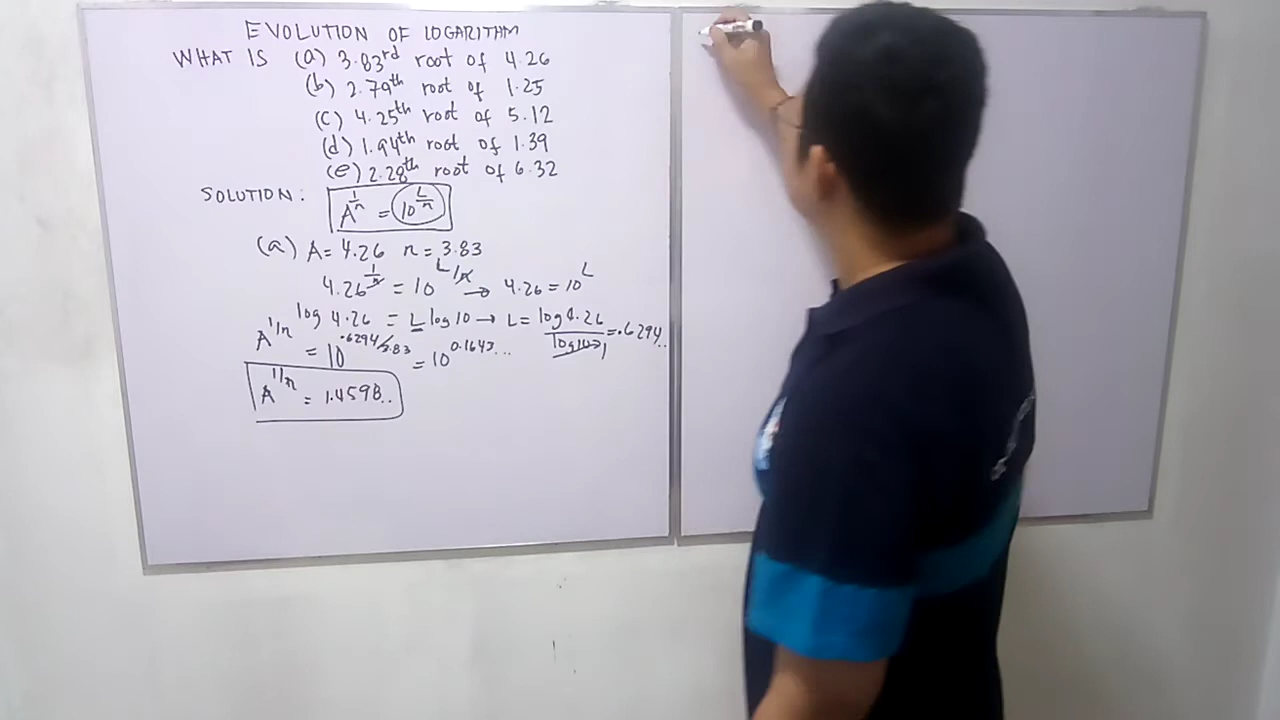 EVOLUTION OF LOGARITHM
WHAT IS (a) 3.83rd root of 4.26
(b) 2.79th root of 1.25
(c) 4.25th root of 5.12
(d) 1.94th root of 1.39
(e) 2.28th root of 6.32
SOLUTION: A^1/n = 10^L/n
(a) A = 4.26 n = 3.83
4.26^1/n = 10^L/n → 4.26 = 10^L
log 4.26 = L log 10 → L = log 4.26 / log 10 → 1 = .6294..
A^1/n = 10^.6294/3.83 = 10^0.1643...
A^1/n = 1.4598..